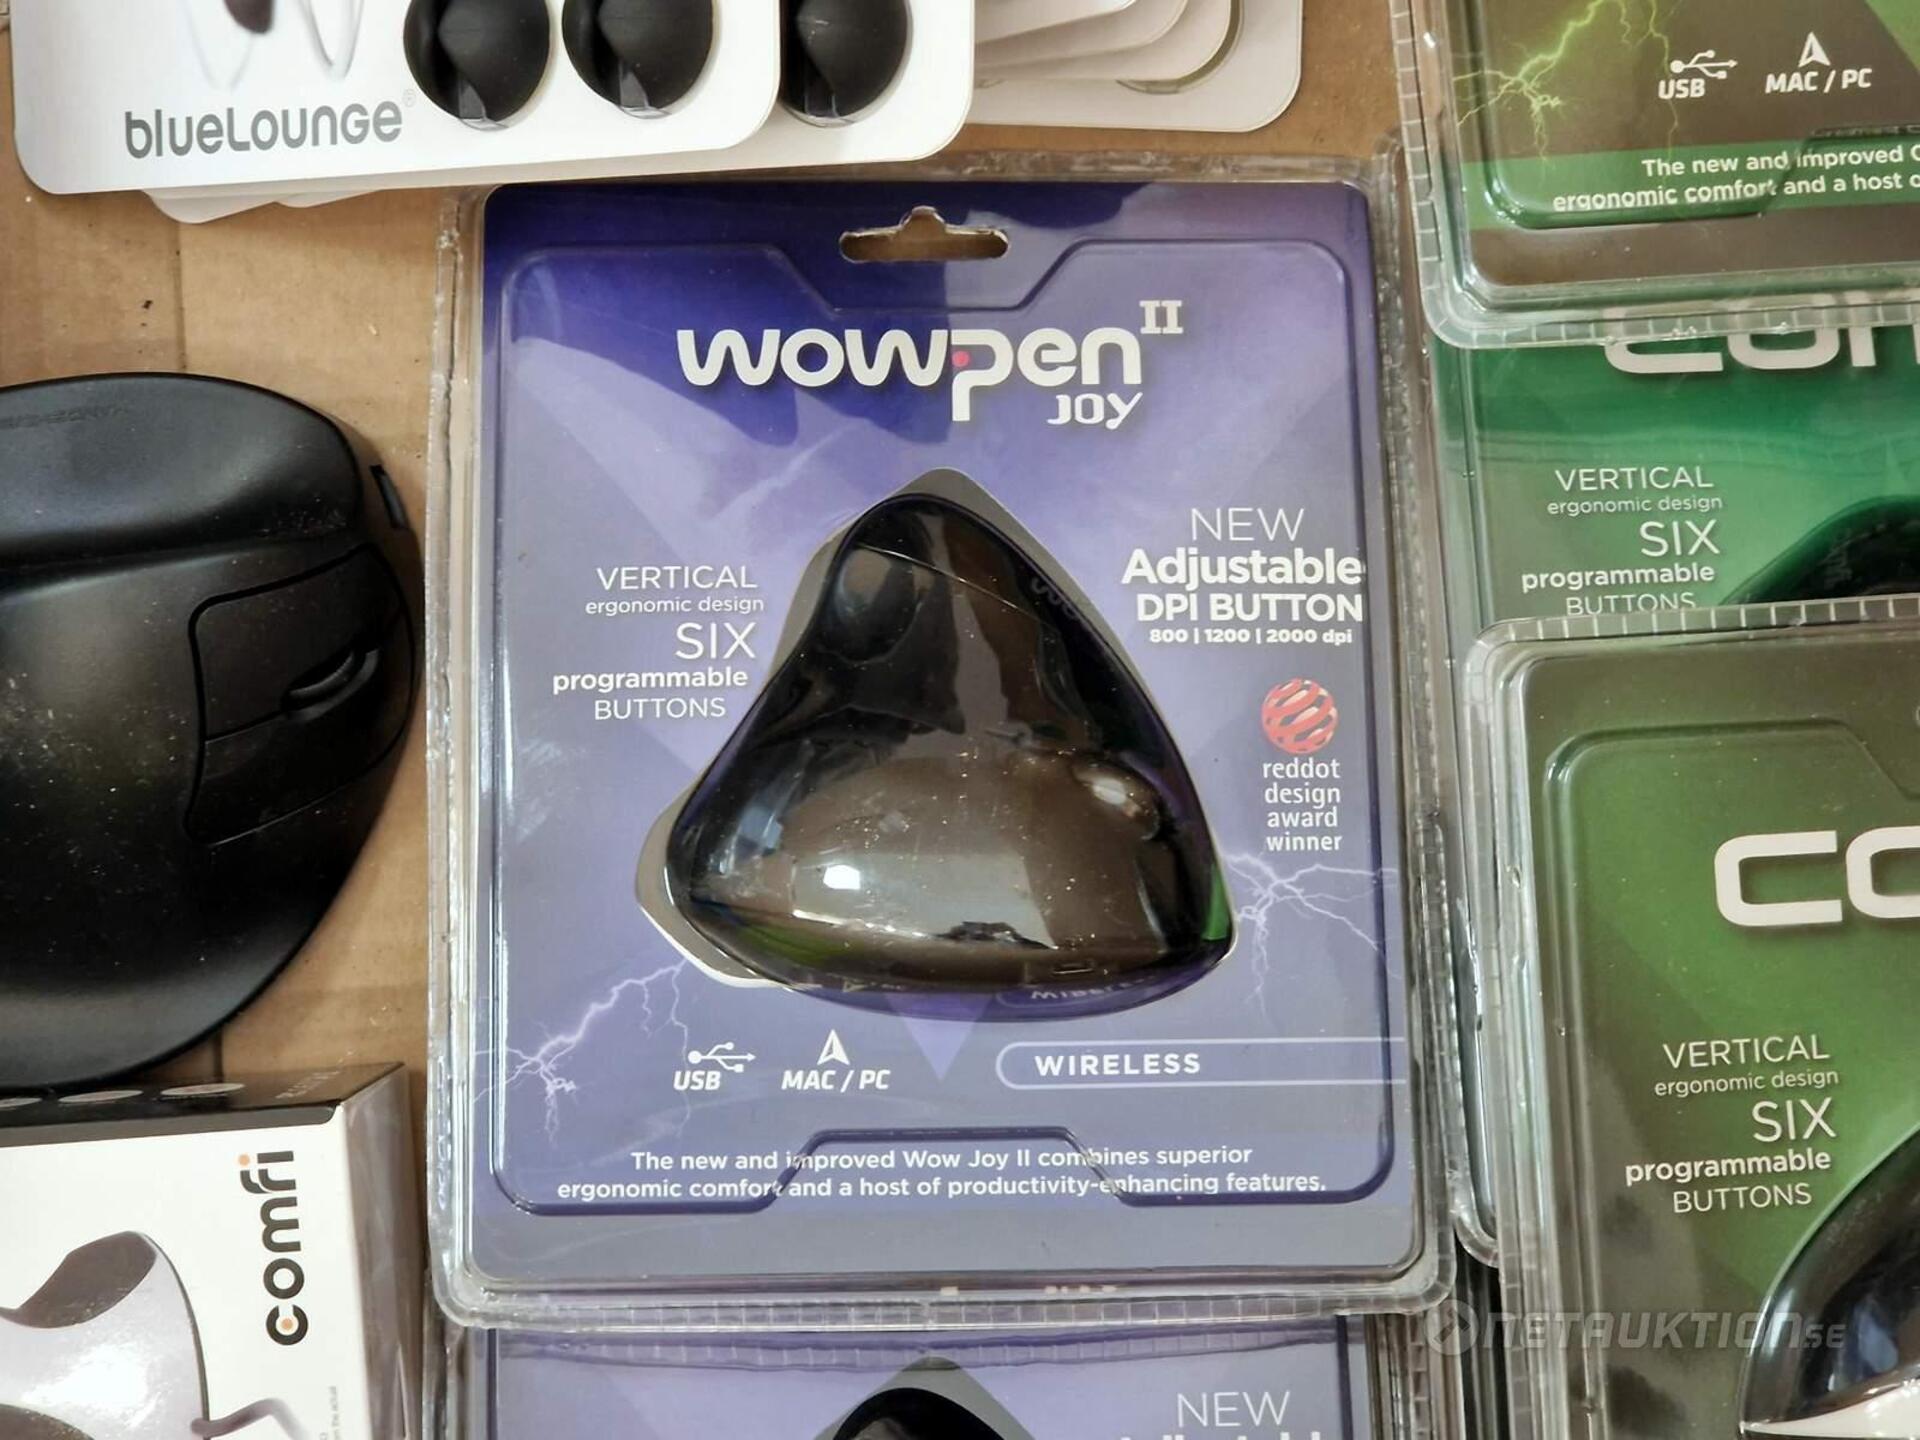 blueLounge
USB
MAC / PC
The new and improved
ergonomic comfort and a host
wowpen II
JOY
VERTICAL
ergonomic design
SIX
programmable
BUTTONS
NEW
Adjustable
DPI BUTTON
800 | 1200 | 2000 dpi
reddot
design
award
winner
USB
MAC / PC
WIRELESS
The new and improved Wow Joy II combines superior
ergonomic comfort and a host of productivity-enhancing features.
VERTICAL
ergonomic design
SIX
programmable
BUTTONS
co
VERTICAL
ergonomic design
SIX
programmable
BUTTONS
comfi
NEW
NETAUKTION.SE